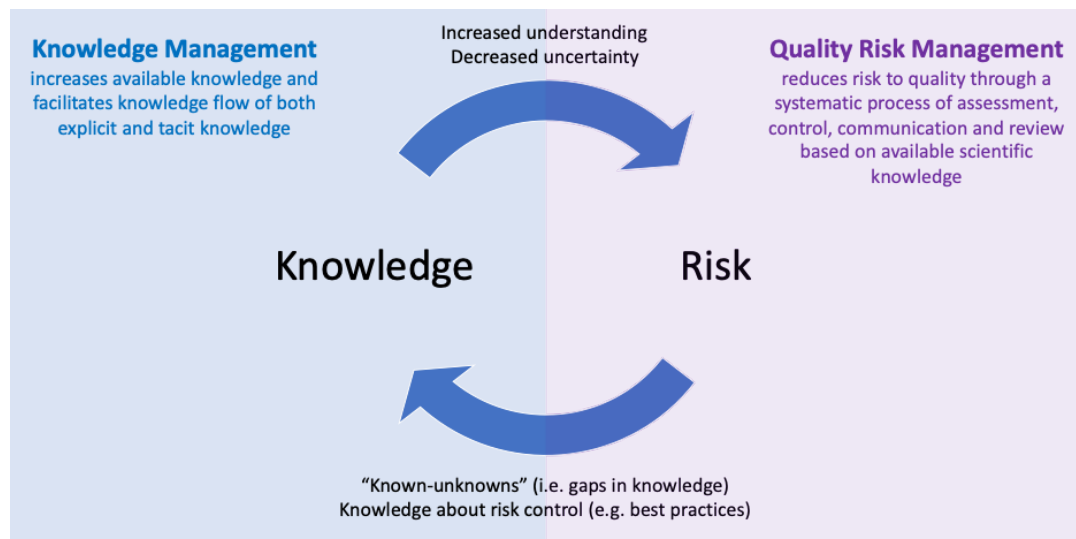 Knowledge Management
increases available knowledge and
facilitates knowledge flow of both
explicit and tacit knowledge
Increased understanding
Decreased uncertainty
Quality Risk Management
reduces risk to quality through a
systematic process of assessment,
control, communication and review
based on available scientific
knowledge
Knowledge
Risk
“Known-unknowns” (i.e. gaps in knowledge)
Knowledge about risk control (e.g. best practices)